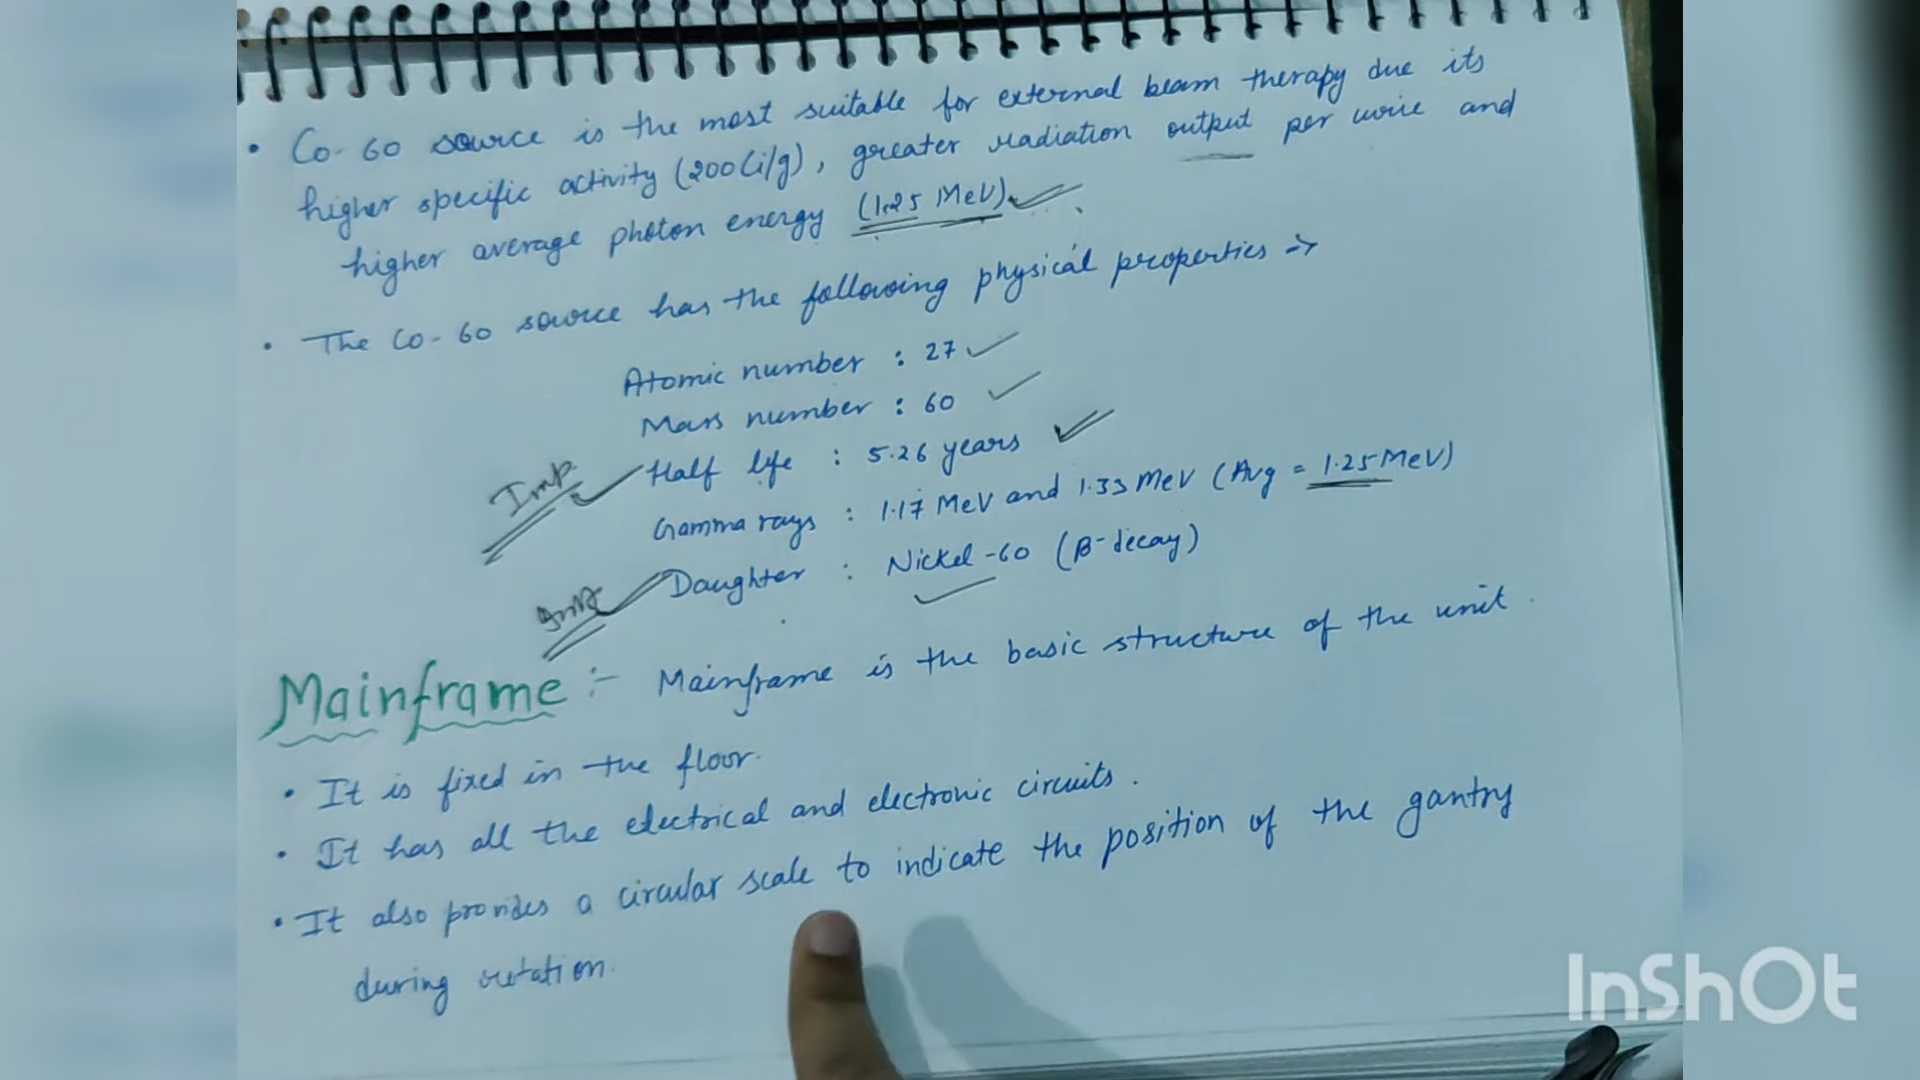 • Co-60 source is the most suitable for external beam therapy due its
higher specific activity (200Ci/g), greater radiation output per wrie and
higher average photon energy (1.25 MeV).
• The Co-60 source has the following physical properties :->
Atomic number : 27
Mass number : 60
Imp. Half life : 5.26 years
Gamma rays : 1.17 MeV and 1.33 MeV (Avg = 1.25 MeV)
Imp Daughter : Nickel-60 (B-decay)
Mainframe :- Mainframe is the basic structure of the unit.
• It is fixed in the floor.
• It has all the electrical and electronic circuits.
• It also provides a circular scale to indicate the position of the gantry
during rotation.
InShOt